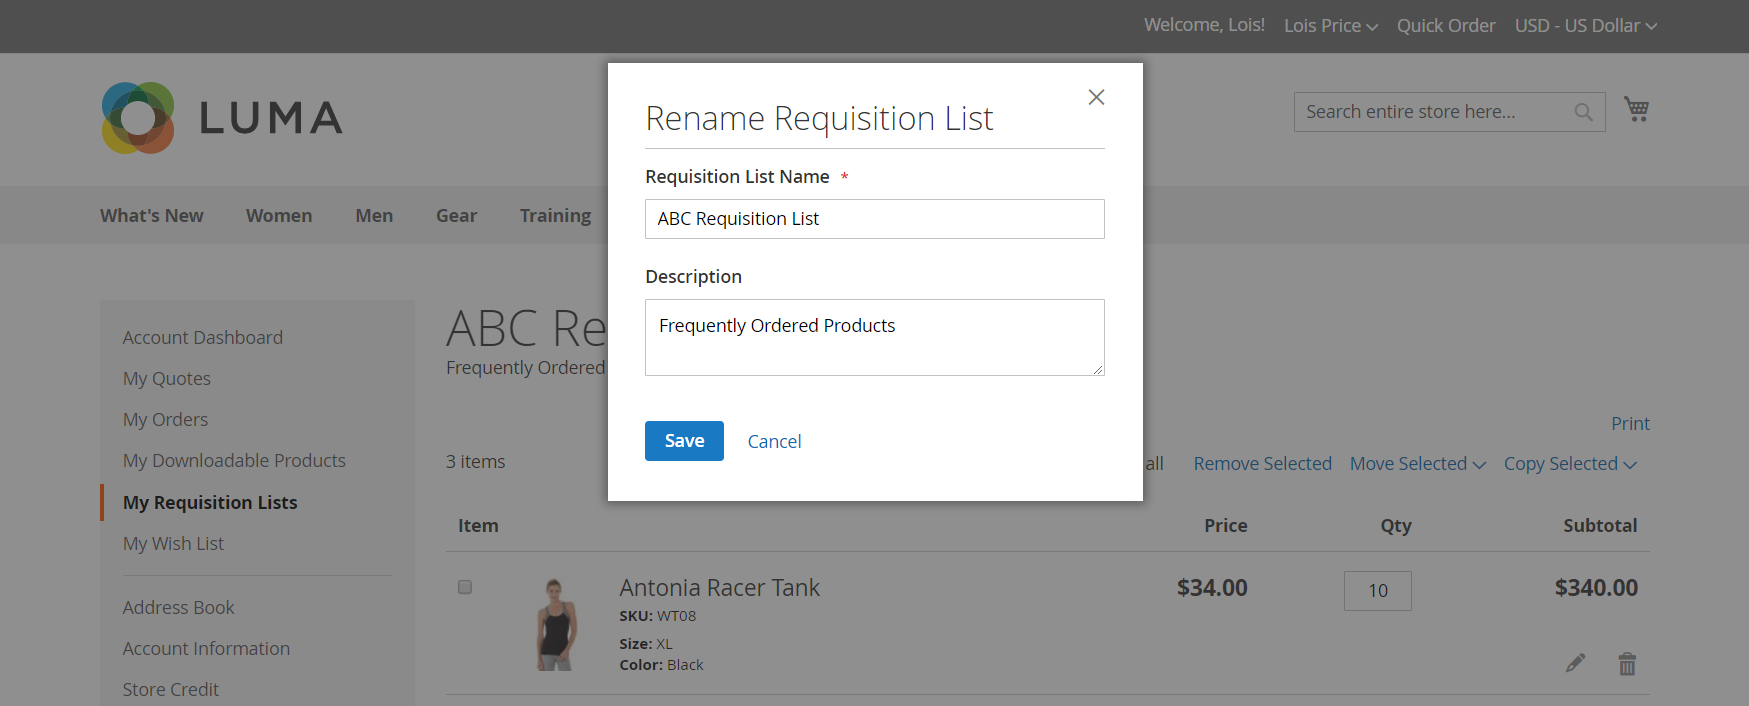 Welcome, Lois! Lois Price Quick Order USD - US Dollar
LUMA
Search entire store here...
What's New Women Men Gear Training
Rename Requisition List
Requisition List Name *
ABC Requisition List
Description
Frequently Ordered Products
Save Cancel
Account Dashboard
My Quotes
My Orders
My Downloadable Products
My Requisition Lists
My Wish List
Address Book
Account Information
Store Credit
ABC Re
Frequently Ordered
Print
3 items all Remove Selected Move Selected Copy Selected
Item Price Qty Subtotal
Antonia Racer Tank $34.00 10 $340.00
SKU: WT08
Size: XL
Color: Black